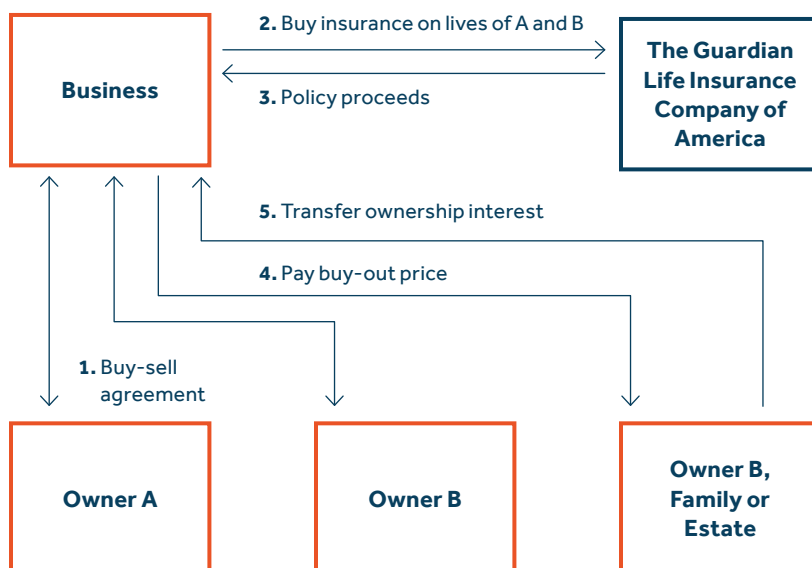 2. Buy insurance on lives of A and B
Business
The Guardian
Life Insurance
Company of
America
3. Policy proceeds
5. Transfer ownership interest
4. Pay buy-out price
1. Buy-sell
agreement
Owner A
Owner B
Owner B,
Family or
Estate